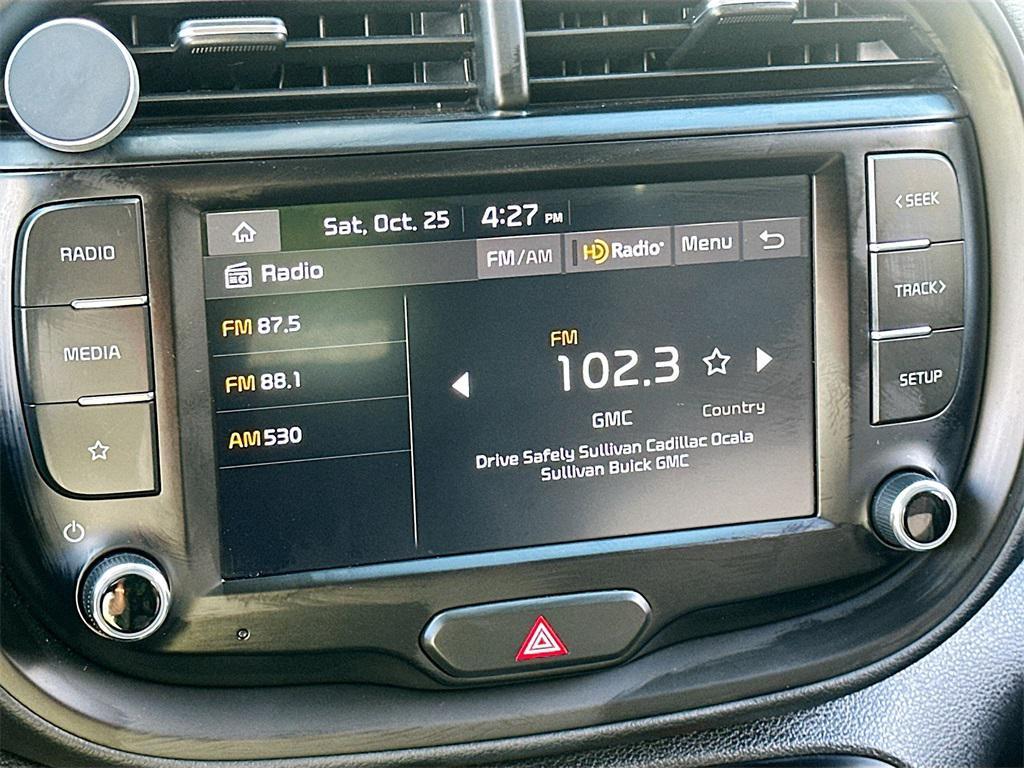 Sat, Oct. 25 4:27 PM
Radio FM/AM HD Radio Menu
RADIO
MEDIA
FM 87.5
FM 88.1
AM 530
FM
102.3
GMC Country
Drive Safely Sullivan Cadillac Ocala
Sullivan Buick GMC
<SEEK
TRACK>
SETUP